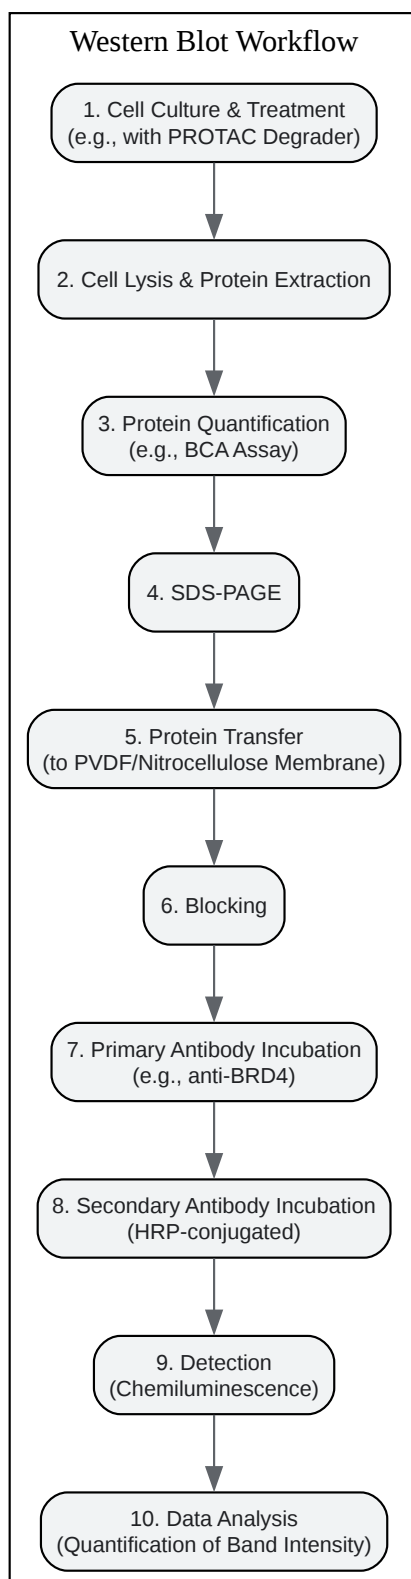 Western Blot Workflow
1. Cell Culture & Treatment
(e.g., with PROTAC Degrader)
2. Cell Lysis & Protein Extraction
3. Protein Quantification
(e.g., BCA Assay)
4. SDS-PAGE
5. Protein Transfer
(to PVDF/Nitrocellulose Membrane)
6. Blocking
7. Primary Antibody Incubation
(e.g., anti-BRD4)
8. Secondary Antibody Incubation
(HRP-conjugated)
9. Detection
(Chemiluminescence)
10. Data Analysis
(Quantification of Band Intensity)